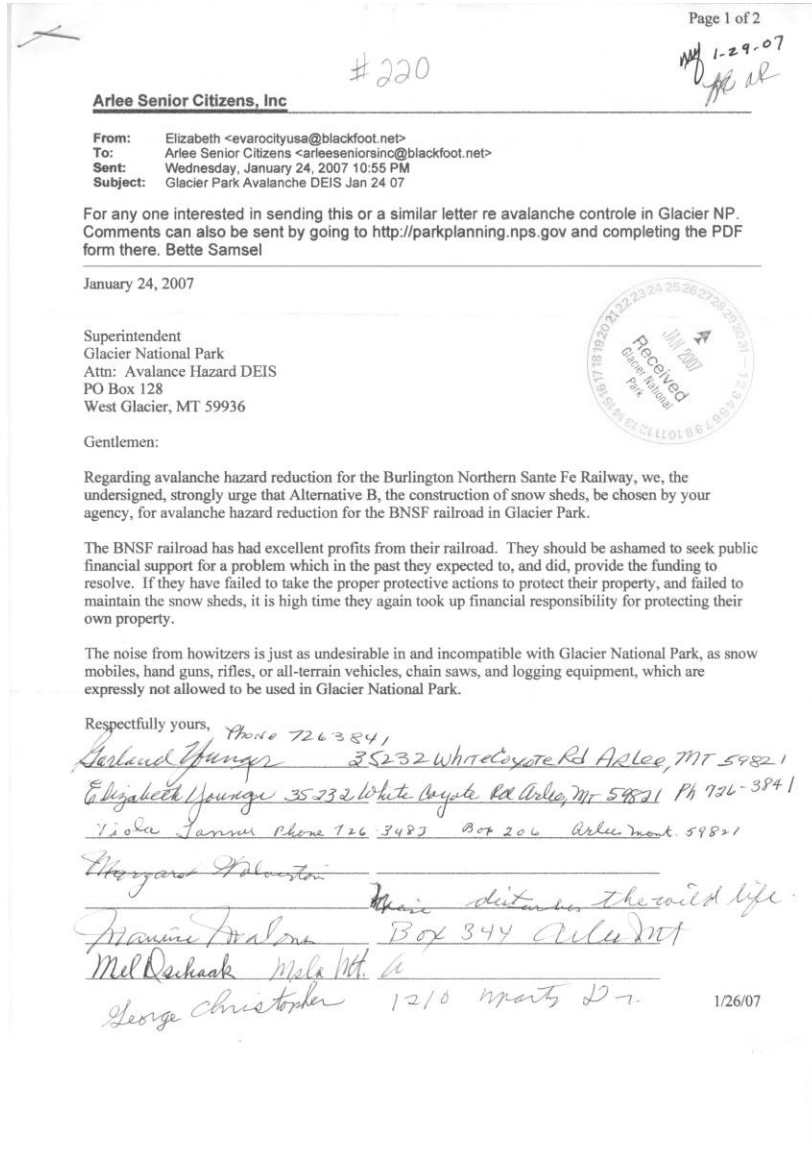 Page 1 of 2
1-29-07
#220
Arlee Senior Citizens, Inc
From: Elizabeth <evarocityusa@blackfoot.net>
To: Arlee Senior Citizens <arleeseniorsinc@blackfoot.net>
Sent: Wednesday, January 24, 2007 10:55 PM
Subject: Glacier Park Avalanche DEIS Jan 24 07
For any one interested in sending this or a similar letter re avalanche controle in Glacier NP.
Comments can also be sent by going to http://parkplanning.nps.gov and completing the PDF
form there. Bette Samsel
January 24, 2007
JAN 2007
Received
Glacier National
Park
Superintendent
Glacier National Park
Attn: Avalance Hazard DEIS
PO Box 128
West Glacier, MT 59936
Gentlemen:
Regarding avalanche hazard reduction for the Burlington Northern Sante Fe Railway, we, the
undersigned, strongly urge that Alternative B, the construction of snow sheds, be chosen by your
agency, for avalanche hazard reduction for the BNSF railroad in Glacier Park.
The BNSF railroad has had excellent profits from their railroad. They should be ashamed to seek public
financial support for a problem which in the past they expected to, and did, provide the funding to
resolve. If they have failed to take the proper protective actions to protect their property, and failed to
maintain the snow sheds, it is high time they again took up financial responsibility for protecting their
own property.
The noise from howitzers is just as undesirable in and incompatible with Glacier National Park, as snow
mobiles, hand guns, rifles, or all-terrain vehicles, chain saws, and logging equipment, which are
expressly not allowed to be used in Glacier National Park.
Respectfully yours, Phone 726 3841
Garland Younger 35232 White Coyote Rd Arlee, MT 59821
Elizabeth Younger 35232 White Coyote Rd Arlee, MT 59821 Ph 726-3841
Viola Phone 726-3483 Box 206 Arlee Mont. 59821
Margaret
the wild life.
Maxine Malone Box 344 Arlee Mt
Mel Msla Mt.
George Christopher 1210 Dr.
1/26/07